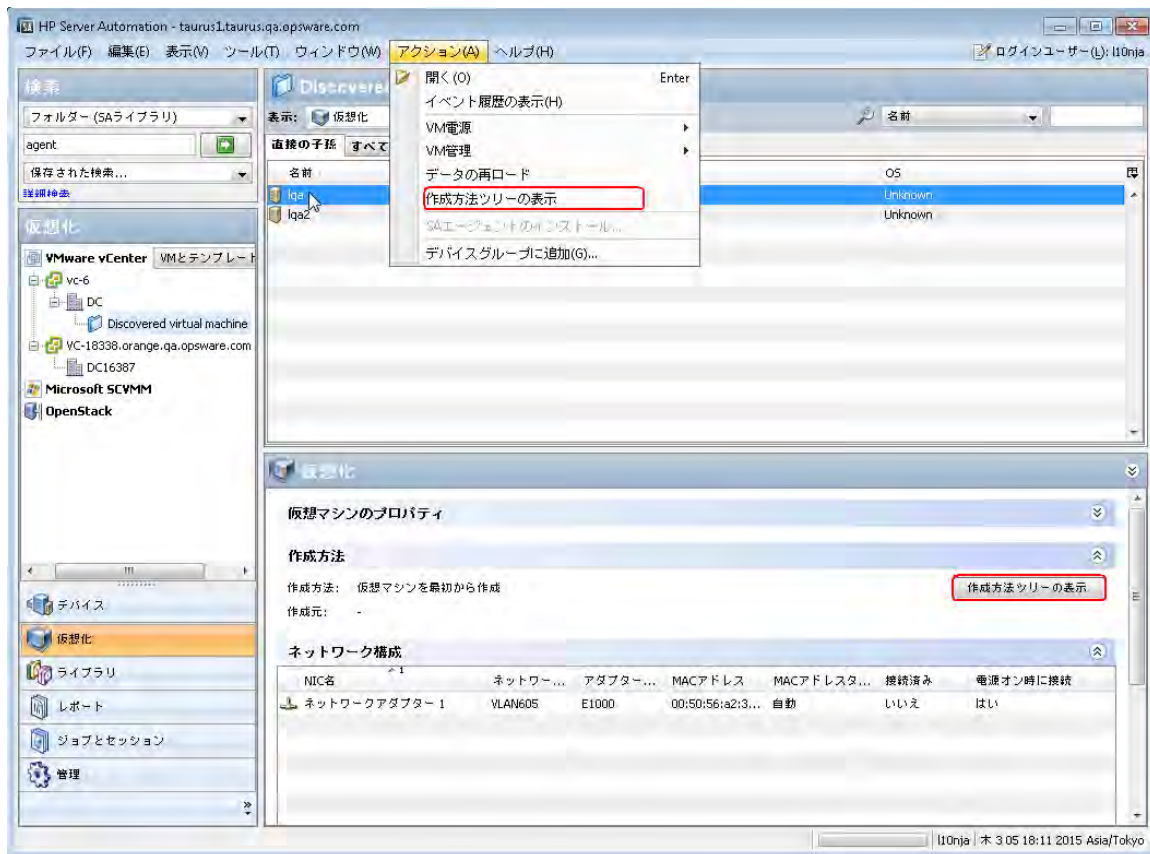 HP Server Automation - taurus1.taurus.qa.opsware.com
ファイル(F) 編集(E) 表示(V) ツール(T) ウィンドウ(W) アクション(A) ヘルプ(H) ログインユーザー(L): l10nja
検索
フォルダー (SAライブラリ)
agent
保存された検索...
詳細検索
仮想化
VMware vCenter VMとテンプレート
vc-6
DC
Discovered virtual machine
VC-18338.orange.qa.opsware.com
DC16387
Microsoft SCVMM
OpenStack
デバイス
仮想化
ライブラリ
レポート
ジョブとセッション
管理
Discovered
表示: 仮想化 名前
直接の子孫 すべて
名前 OS
lqa Unknown
lqa2 Unknown
開く(O) Enter
イベント履歴の表示(H)
VM電源
VM管理
データの再ロード
作成方法ツリーの表示
SAエージェントのインストール...
デバイスグループに追加(G)...
仮想化
仮想マシンのプロパティ
作成方法
作成方法: 仮想マシンを最初から作成 作成方法ツリーの表示
作成元: -
ネットワーク構成
NIC名 1 ネットワー... アダプター... MACアドレス MACアドレスタ... 接続済み 電源オン時に接続
ネットワークアダプター 1 VLAN605 E1000 00:50:56:a2:3... 自動 いいえ はい
l10nja 木 3 05 18:11 2015 Asia/Tokyo